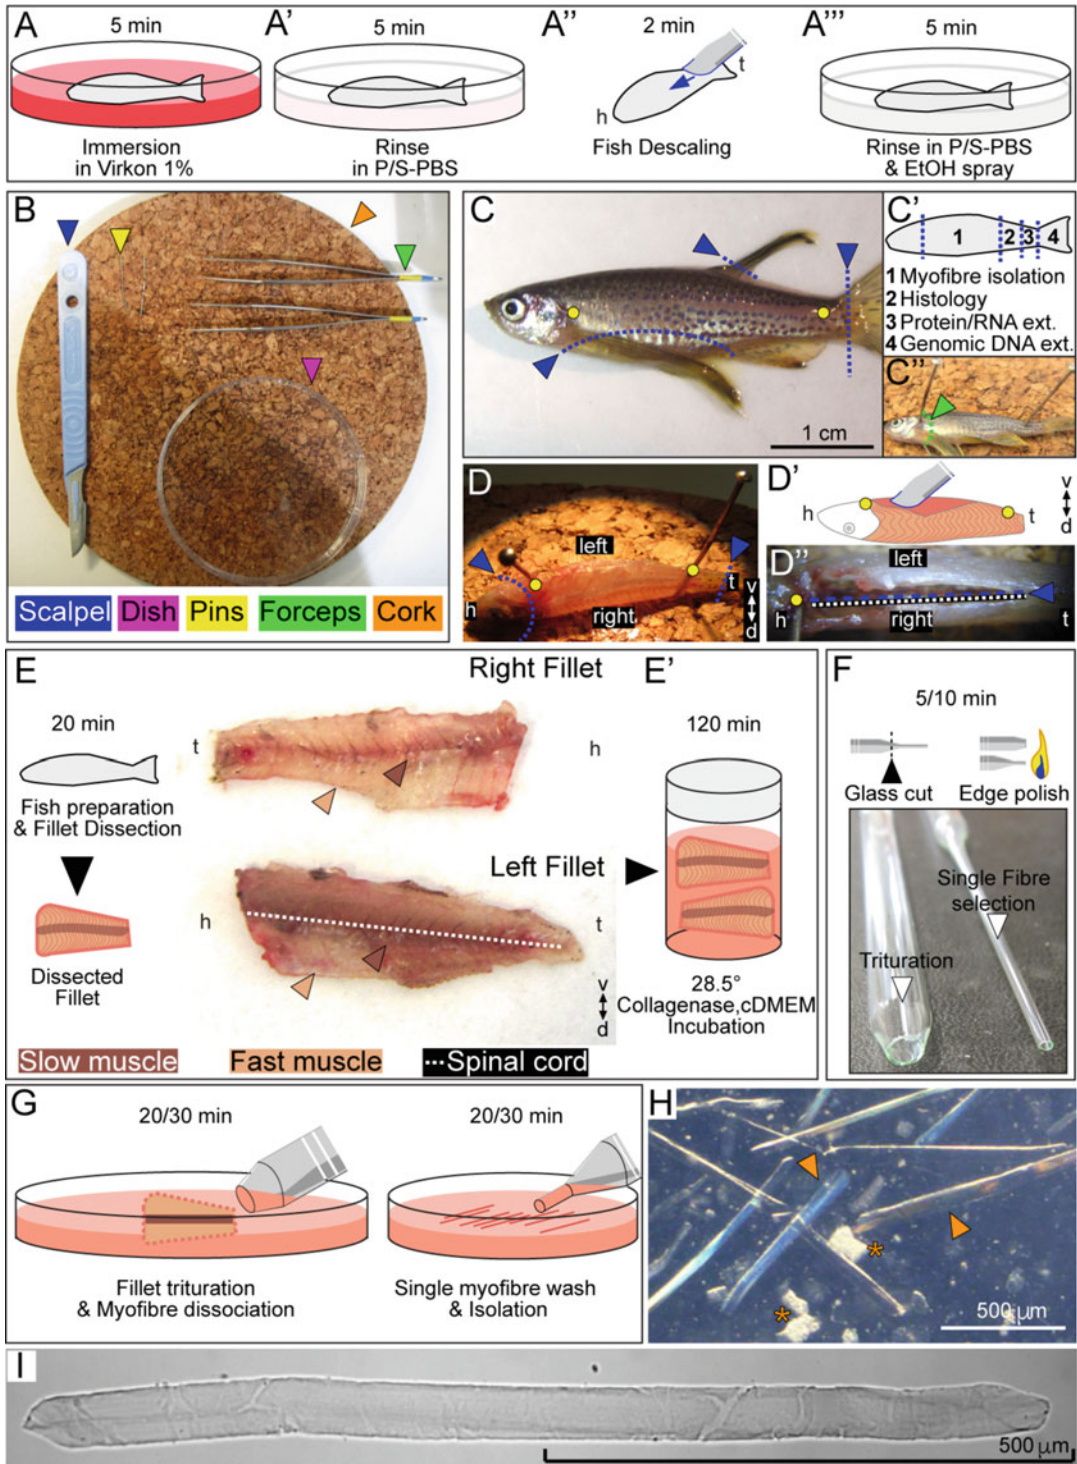 A
5 min
Immersion
in Virkon 1%
A'
5 min
Rinse
in P/S-PBS
A''
2 min
t
h
Fish Descaling
A'''
5 min
Rinse in P/S-PBS
& EtOH spray
B
Scalpel Dish Pins Forceps Cork
C
1 cm
C'
1 2 3 4
1 Myofibre isolation
2 Histology
3 Protein/RNA ext.
4 Genomic DNA ext.
C''
D
left
h
t
right
v
d
D'
h
t
v
d
D''
left
h
right
t
E
20 min
Fish preparation
& Fillet Dissection
Dissected
Fillet
Right Fillet
t
h
Left Fillet
h
t
v
d
Slow muscle Fast muscle Spinal cord
E'
120 min
28.5°
Collagenase,cDMEM
Incubation
F
5/10 min
Glass cut
Edge polish
Single Fibre
selection
Trituration
G
20/30 min
Fillet trituration
& Myofibre dissociation
20/30 min
Single myofibre wash
& Isolation
H
*
*
500 µm
I
500 µm